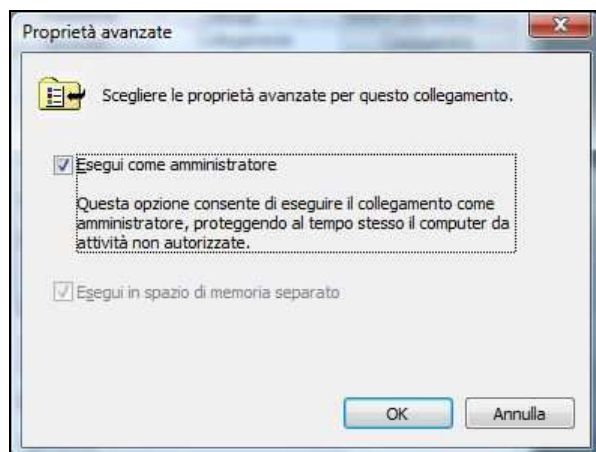 Proprietà avanzate
Scegliere le proprietà avanzate per questo collegamento.
Esegui come amministratore
Questa opzione consente di eseguire il collegamento come
amministratore, proteggendo al tempo stesso il computer da
attività non autorizzate.
Esegui in spazio di memoria separato
OK Annulla